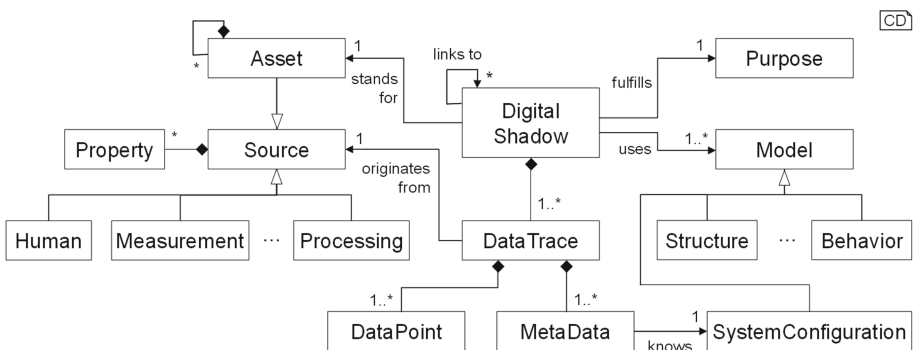 CD
1
links to
1
Asset
*
Purpose
*
stands
for
fulfills
Digital
Shadow
*
1
1..*
Property
Source
uses
Model
originates
from
1..*
Human
Measurement
...
Processing
DataTrace
Structure
...
Behavior
1..*
1..*
1
DataPoint
MetaData
SystemConfiguration
knows